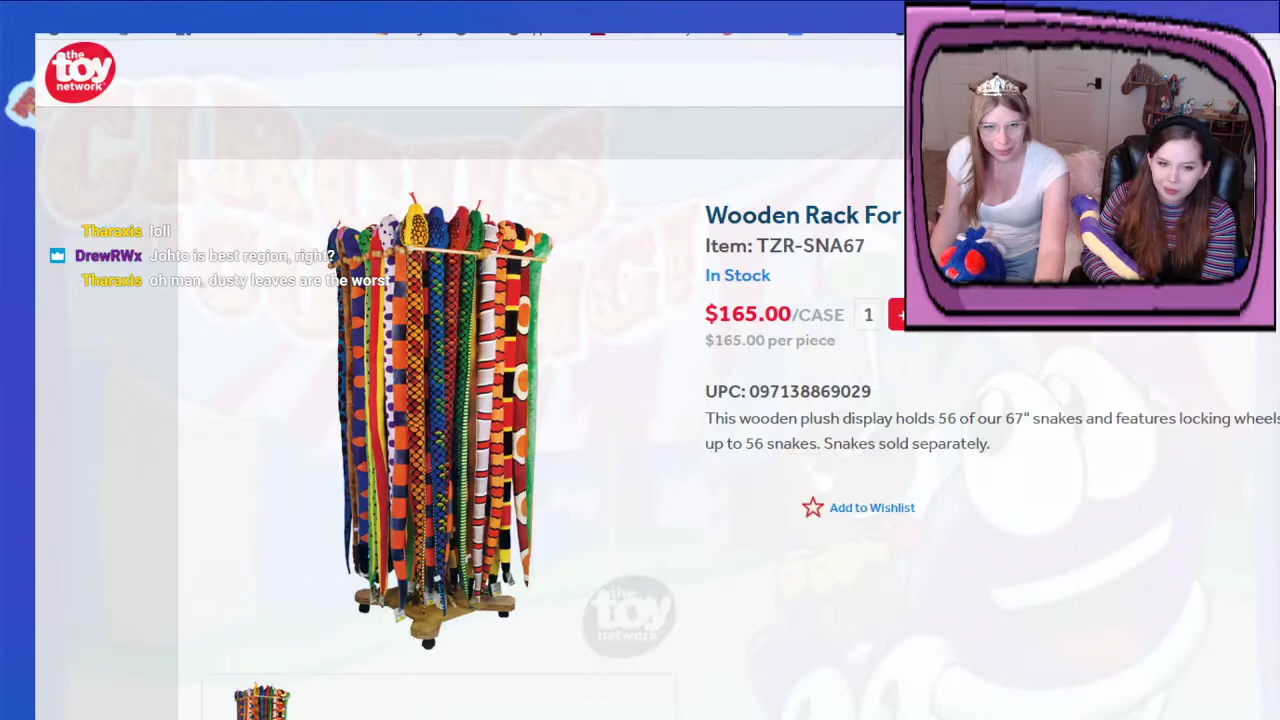 the
toy
network
Wooden Rack For
Item: TZR-SNA67
In Stock
$165.00/CASE 1
$165.00 per piece
UPC: 097138869029
This wooden plush display holds 56 of our 67" snakes and features locking wheels
up to 56 snakes. Snakes sold separately.
Add to Wishlist
Tharaxis loll
DrewRWx Johto is best region, right?
Tharaxis oh man, dusty leaves are the worst
the
toy
network